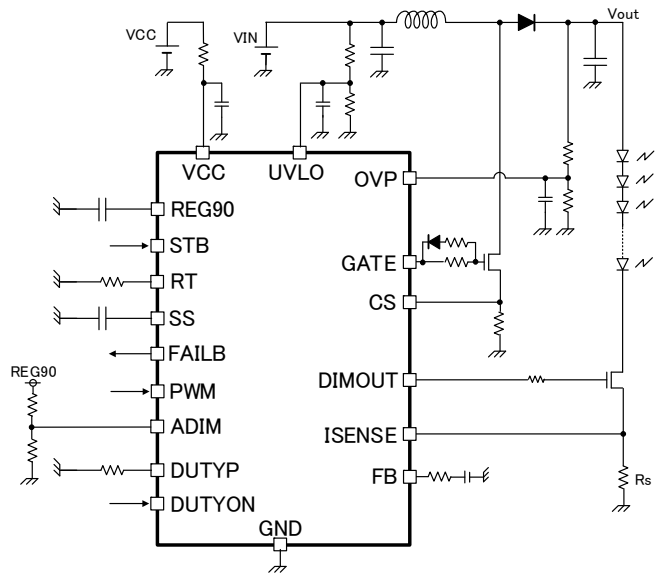 Vout
VCC
VIN
VCC
UVLO
OVP
REG90
STB
GATE
RT
CS
SS
FAILB
REG90
PWM
DIMOUT
ADIM
ISENSE
DUTYP
FB
Rs
DUTYON
GND